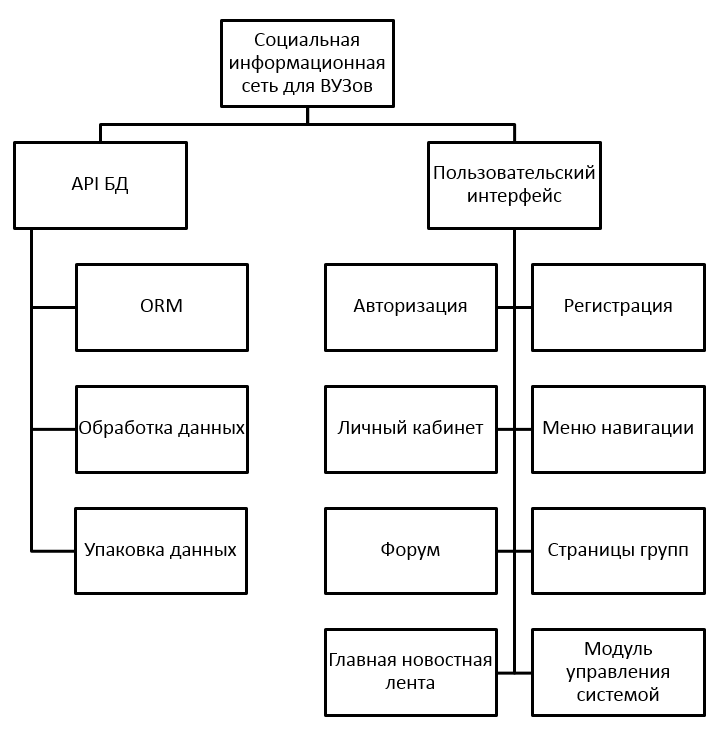 Социальная
информационная
сеть для ВУЗов
API БД
Пользовательский
интерфейс
ORM
Авторизация
Регистрация
Обработка данных
Личный кабинет
Меню навигации
Упаковка данных
Форум
Страницы групп
Главная новостная
лента
Модуль
управления
системой